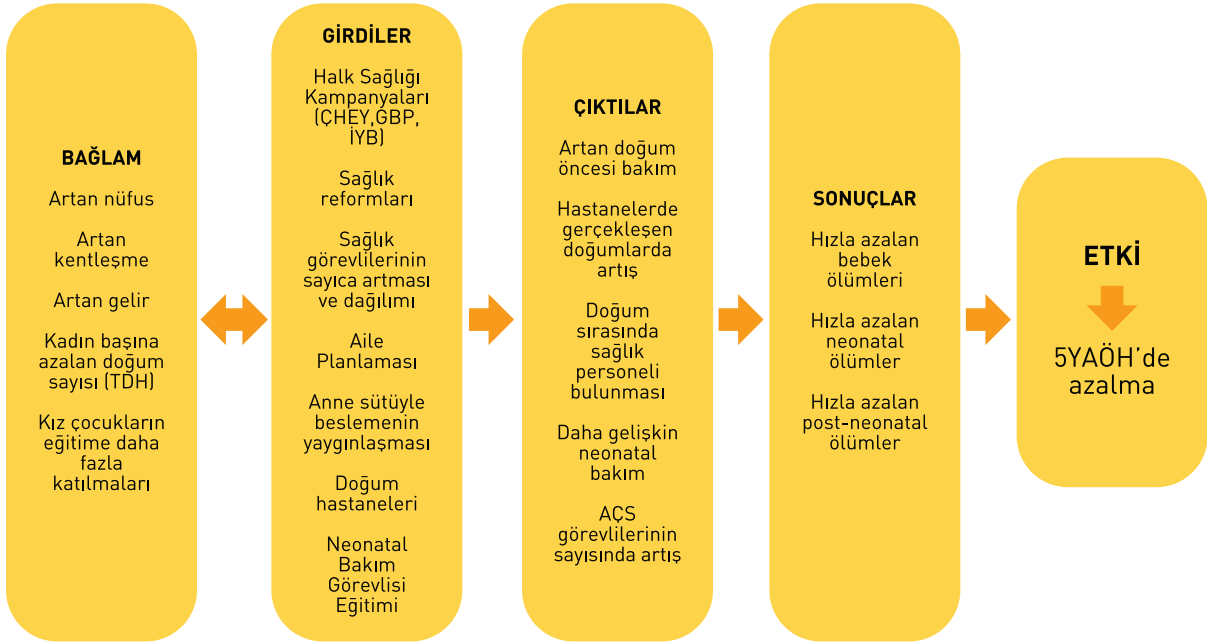 BAĞLAM
Artan nüfus
Artan
kentleşme
Artan gelir
Kadın başına
azalan doğum
sayısı (TDH)
Kız çocukların
eğitime daha
fazla
katılmaları
GİRDİLER
Halk Sağlığı
Kampanyaları
(ÇHEY,GBP,
İYB)
Sağlık
reformları
Sağlık
görevlilerinin
sayıca artması
ve dağılımı
Aile
Planlaması
Anne sütüyle
beslemenin
yaygınlaşması
Doğum
hastaneleri
Neonatal
Bakım
Görevlisi
Eğitimi
ÇIKTILAR
Artan doğum
öncesi bakım
Hastanelerde
gerçekleşen
doğumlarda
artış
Doğum
sırasında
sağlık
personeli
bulunması
Daha gelişkin
neonatal
bakım
AÇS
görevlilerinin
sayısında artış
SONUÇLAR
Hızla azalan
bebek
ölümleri
Hızla azalan
neonatal
ölümler
Hızla azalan
post-neonatal
ölümler
ETKİ
5YAÖH'de
azalma